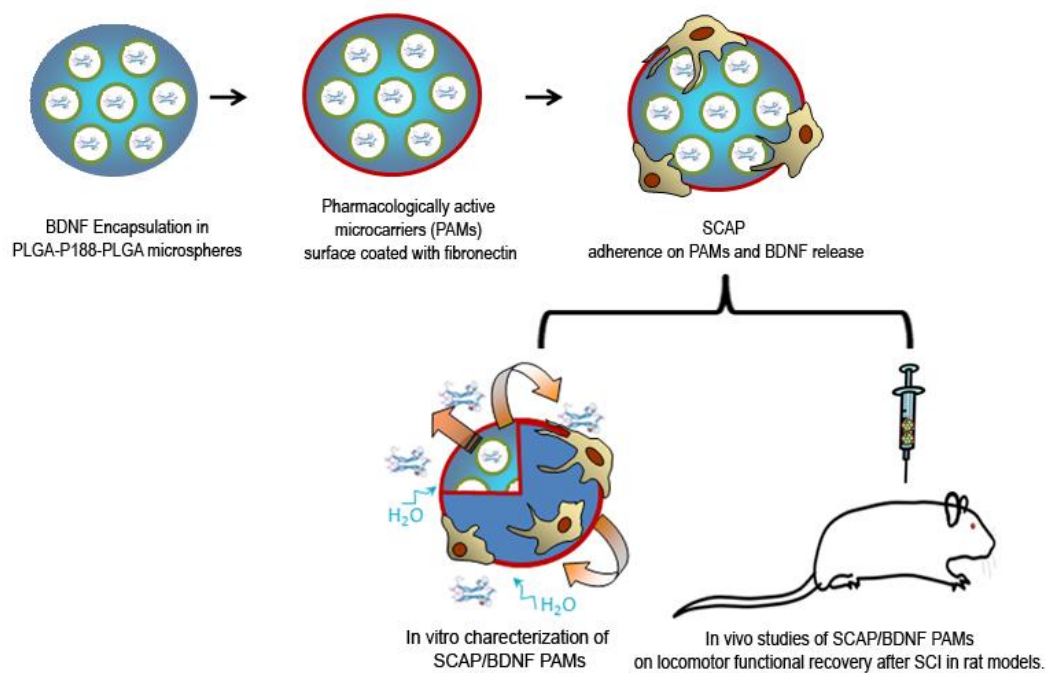 BDNF Encapsulation in
PLGA-P188-PLGA microspheres
Pharmacologically active
microcarriers (PAMs)
surface coated with fibronectin
SCAP
adherence on PAMs and BDNF release
H₂O
H₂O
In vitro charecterization of
SCAP/BDNF PAMs
In vivo studies of SCAP/BDNF PAMs
on locomotor functional recovery after SCI in rat models.